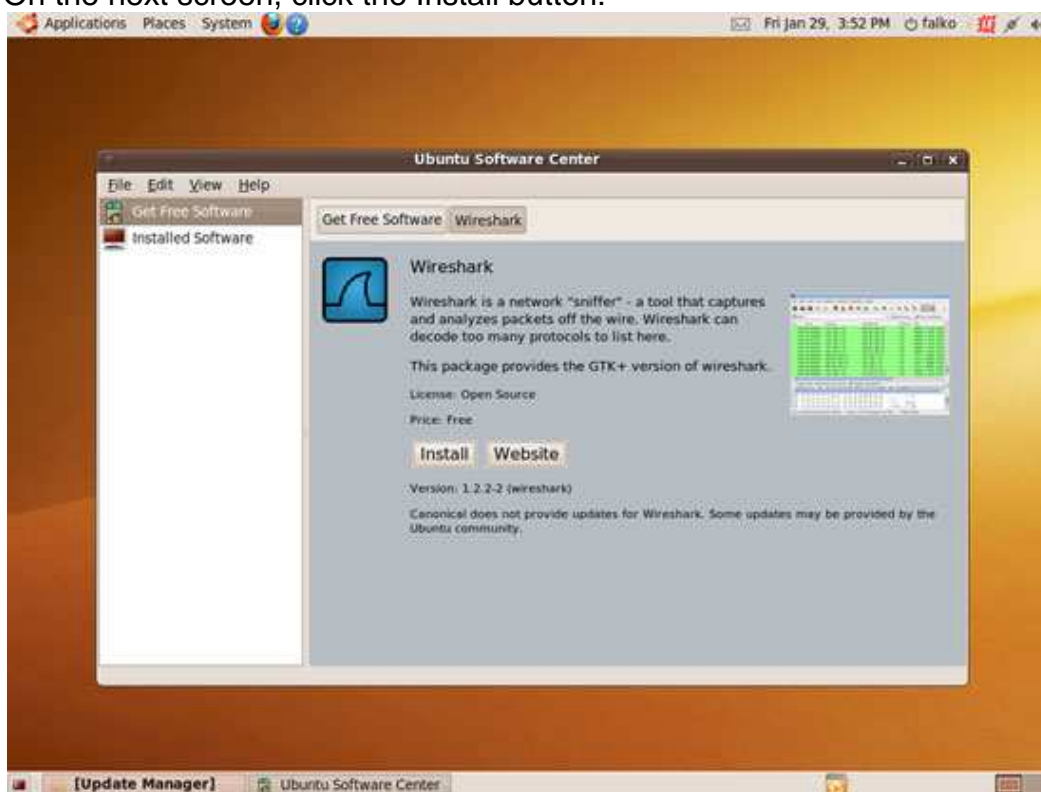 On the next screen, click the Install button.
Applications Places System Fri Jan 29, 3:52 PM falko
Ubuntu Software Center
File Edit View Help
Get Free Software
Installed Software
Get Free Software Wireshark
Wireshark
Wireshark is a network "sniffer" - a tool that captures
and analyzes packets off the wire. Wireshark can
decode too many protocols to list here.
This package provides the GTK+ version of wireshark.
License: Open Source
Price: Free
Install Website
Version: 1.2.2-2 (wireshark)
Canonical does not provide updates for Wireshark. Some updates may be provided by the
Ubuntu community.
[Update Manager] Ubuntu Software Center